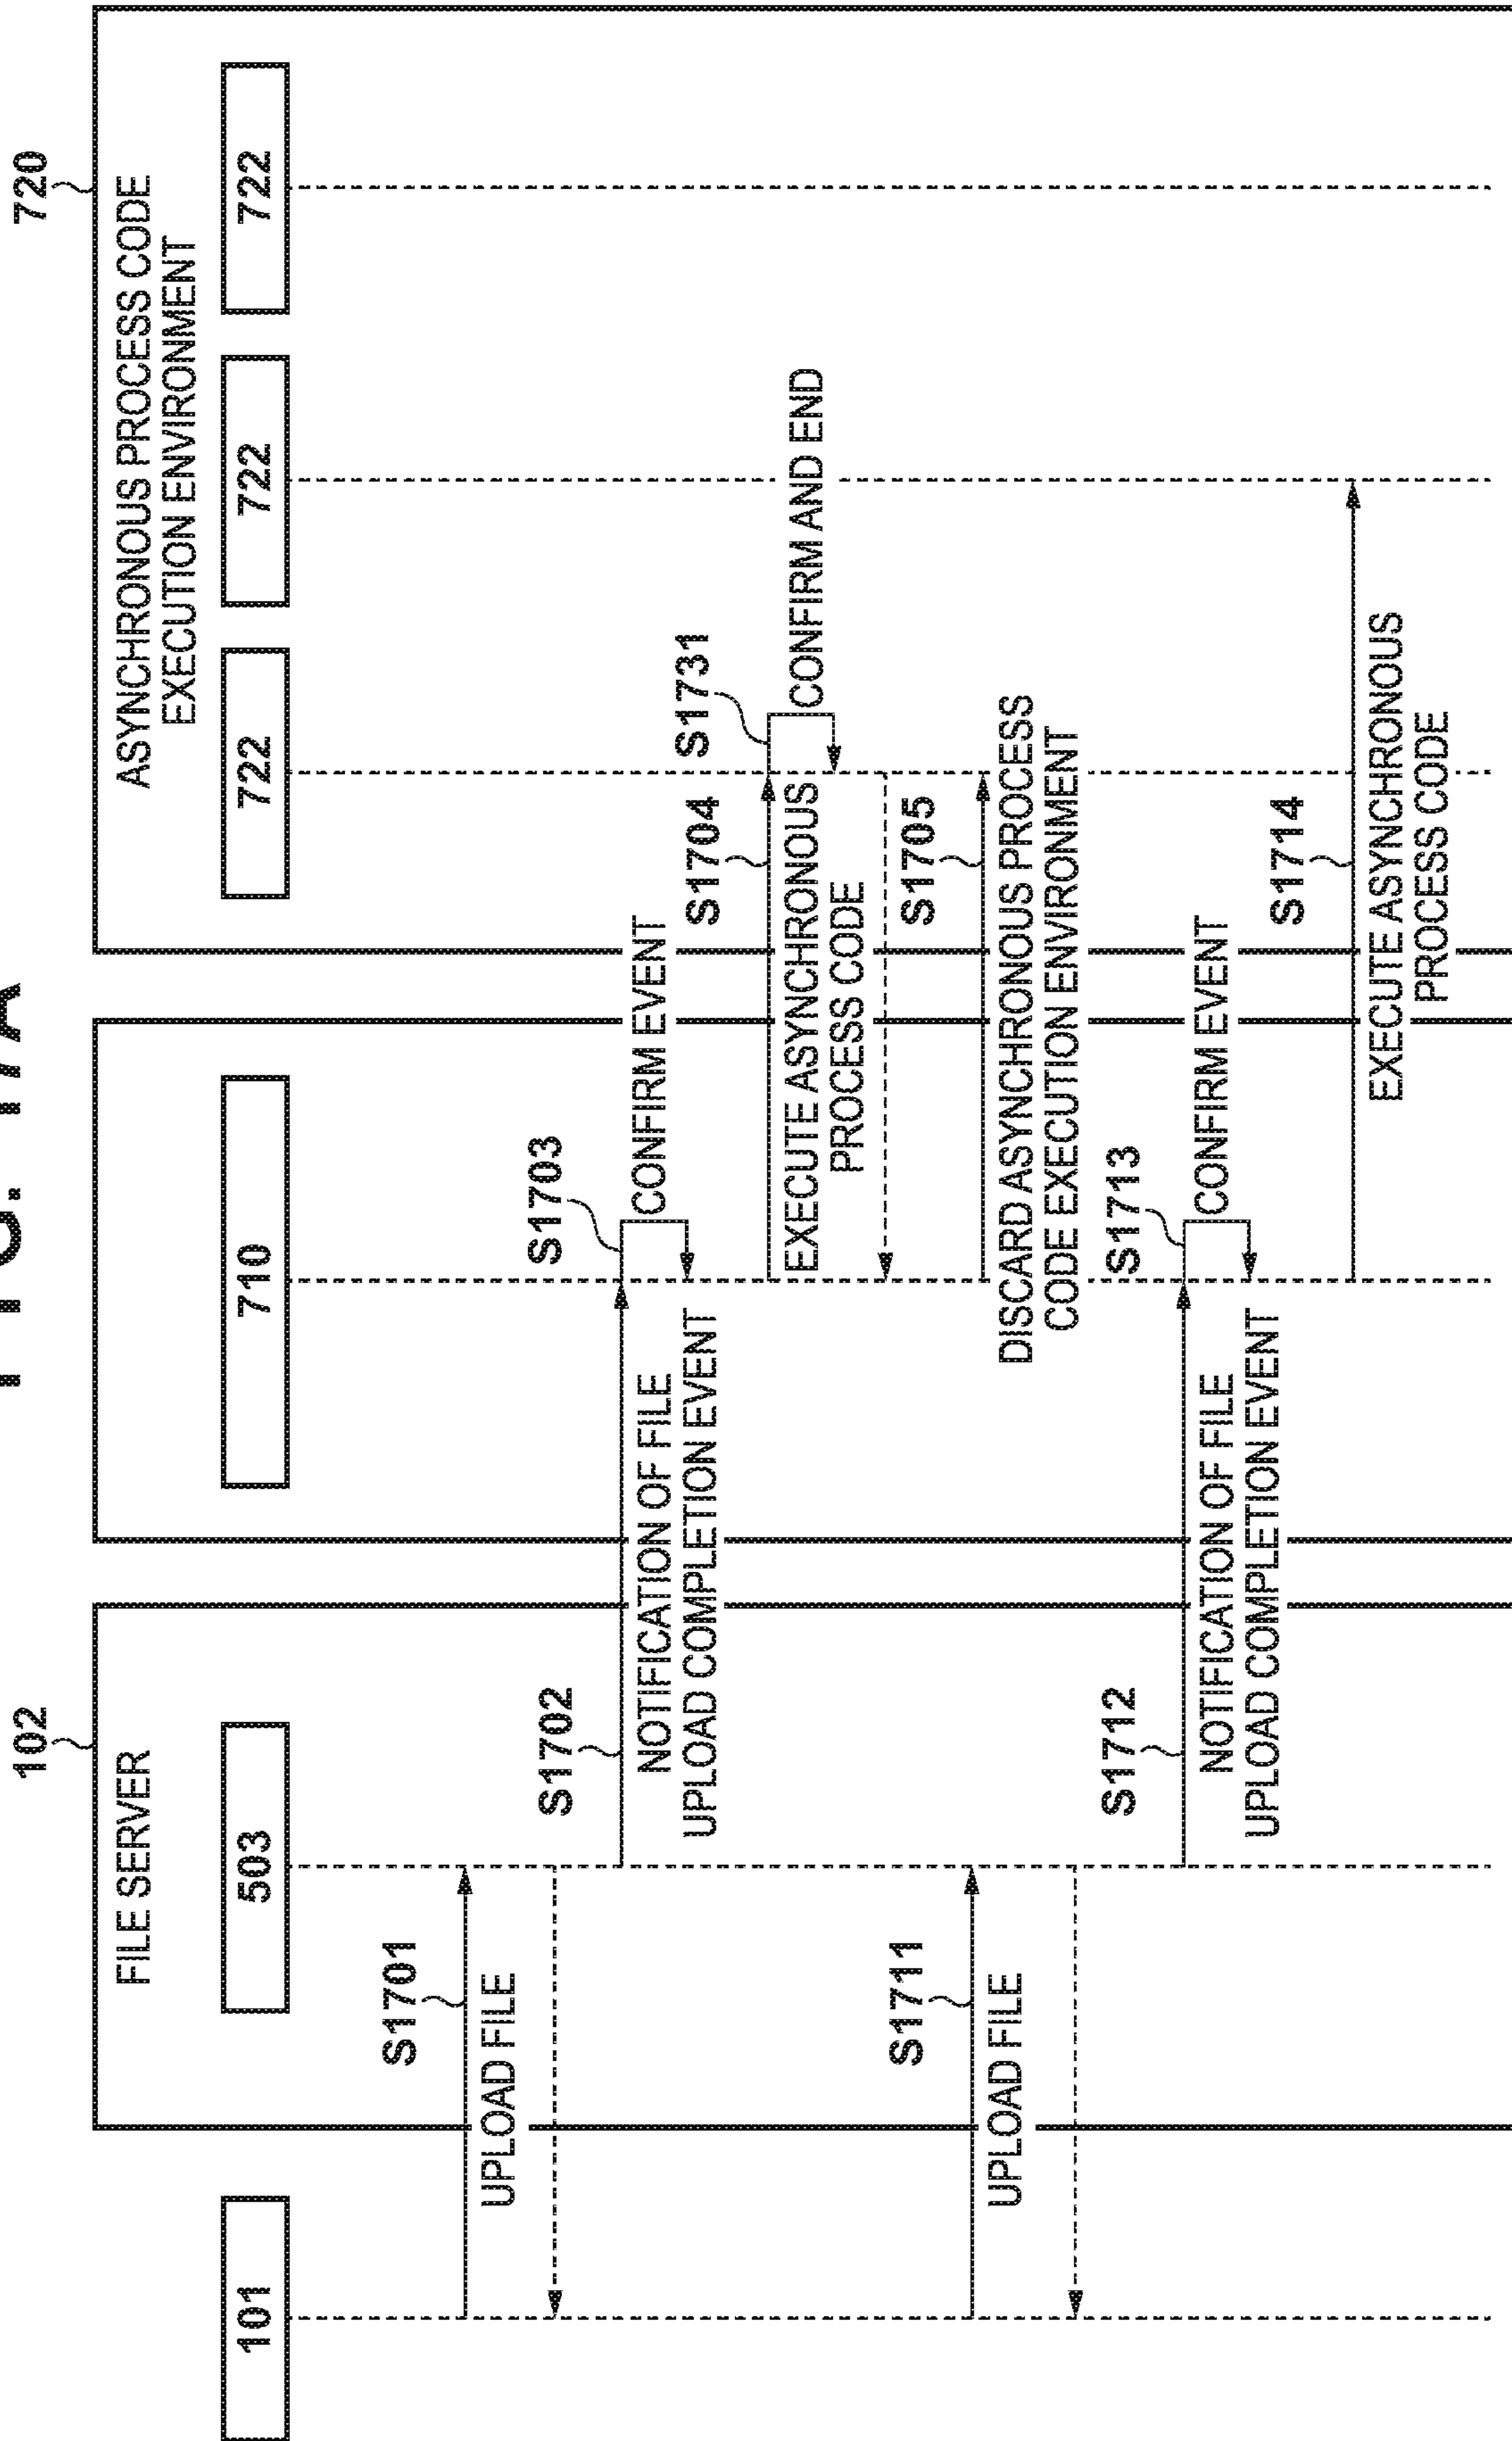 FIG. 17A
102
720
FILE SERVER
ASYNCHRONOUS PROCESS CODE
EXECUTION ENVIRONMENT
101
503
710
722
722
722
S1701
UPLOAD FILE
S1702
NOTIFICATION OF FILE
UPLOAD COMPLETION EVENT
S1703
CONFIRM EVENT
S1704
EXECUTE ASYNCHRONOUS
PROCESS CODE
S1731
CONFIRM AND END
S1705
DISCARD ASYNCHRONOUS PROCESS
CODE EXECUTION ENVIRONMENT
S1711
UPLOAD FILE
S1712
NOTIFICATION OF FILE
UPLOAD COMPLETION EVENT
S1713
CONFIRM EVENT
S1714
EXECUTE ASYNCHRONOUS
PROCESS CODE